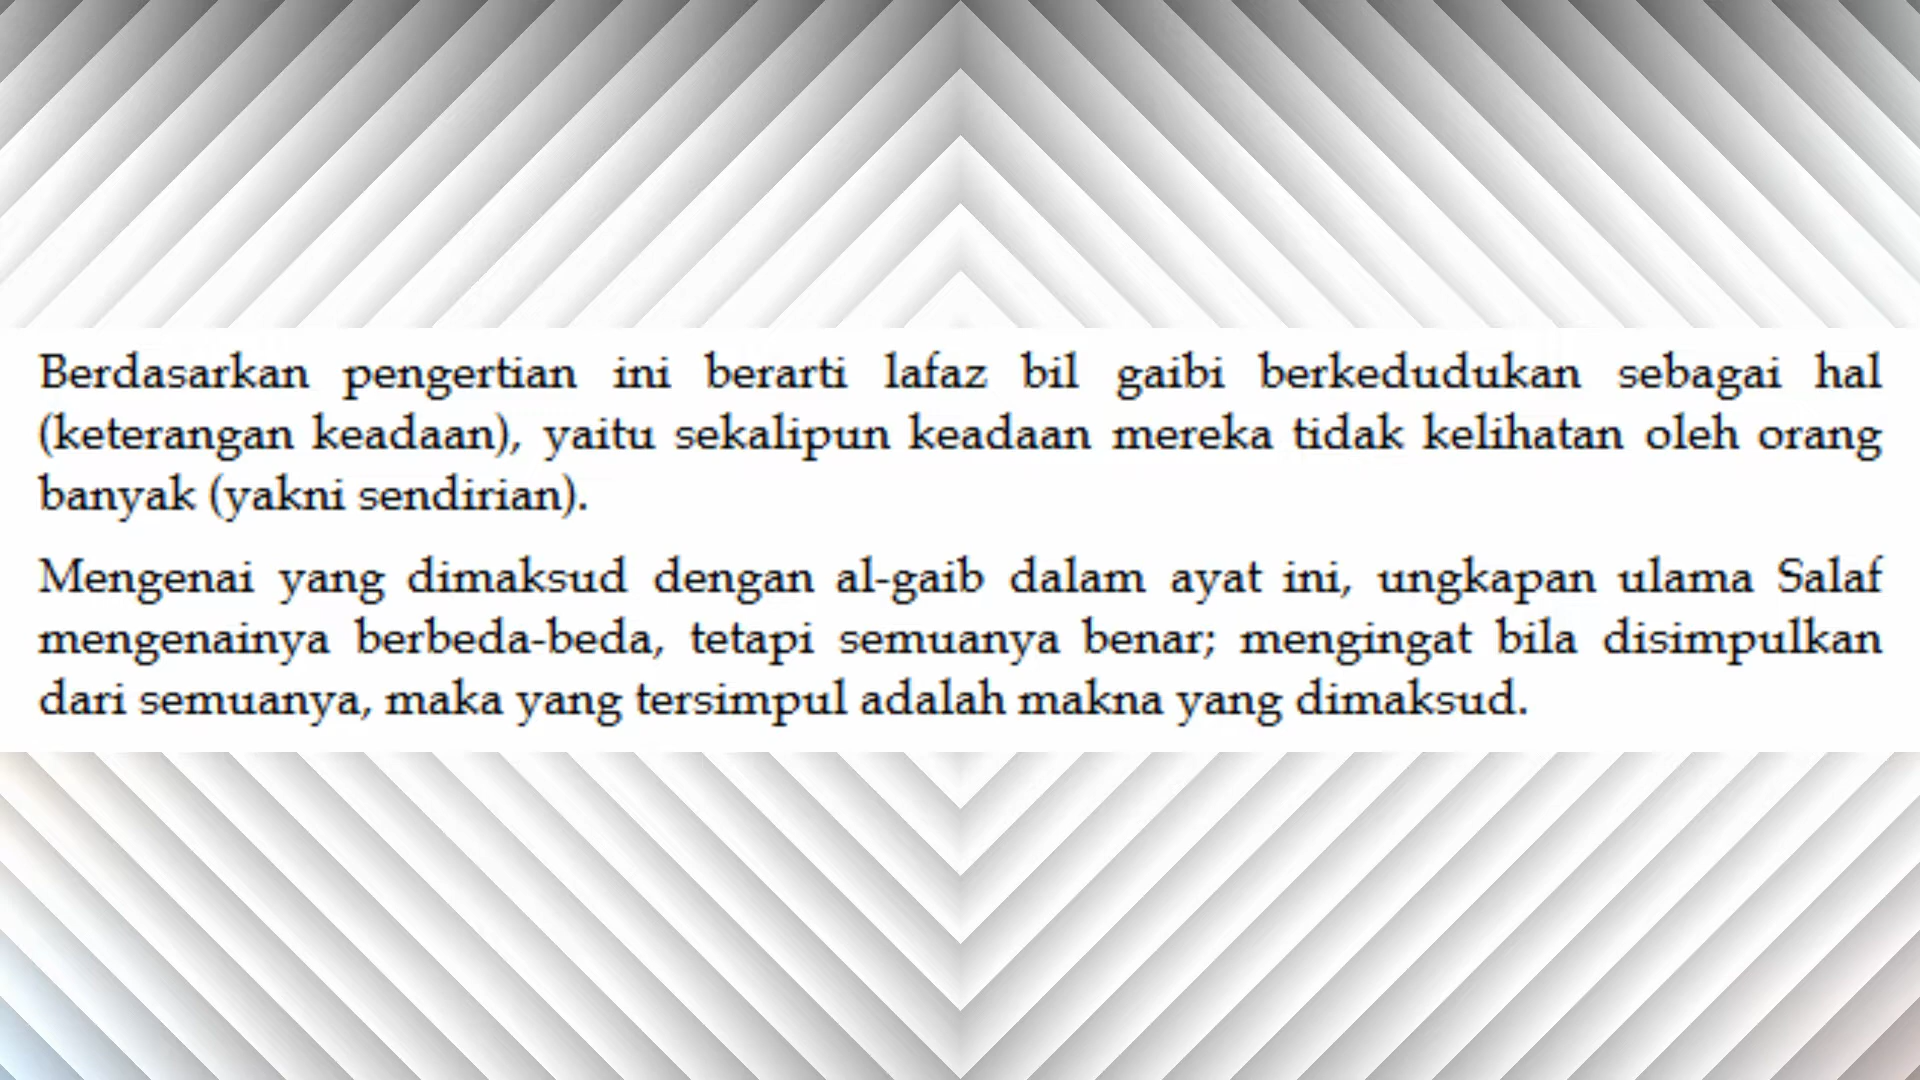 Berdasarkan pengertian ini berarti lafaz bil gaibi berkedudukan sebagai hal
(keterangan keadaan), yaitu sekalipun keadaan mereka tidak kelihatan oleh orang
banyak (yakni sendirian).
Mengenai yang dimaksud dengan al-gaib dalam ayat ini, ungkapan ulama Salaf
mengenainya berbeda-beda, tetapi semuanya benar; mengingat bila disimpulkan
dari semuanya, maka yang tersimpul adalah makna yang dimaksud.